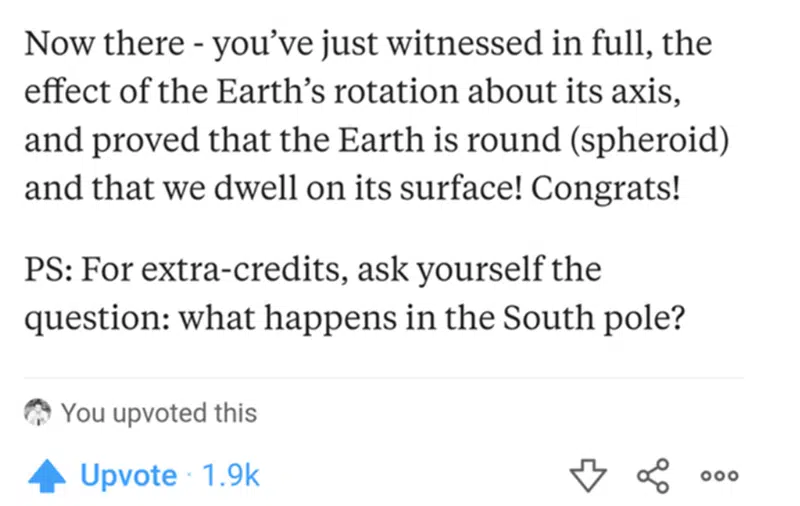 Now there - you’ve just witnessed in full, the
effect of the Earth’s rotation about its axis,
and proved that the Earth is round (spheroid)
and that we dwell on its surface! Congrats!
PS: For extra-credits, ask yourself the
question: what happens in the South pole?
You upvoted this
Upvote · 1.9k